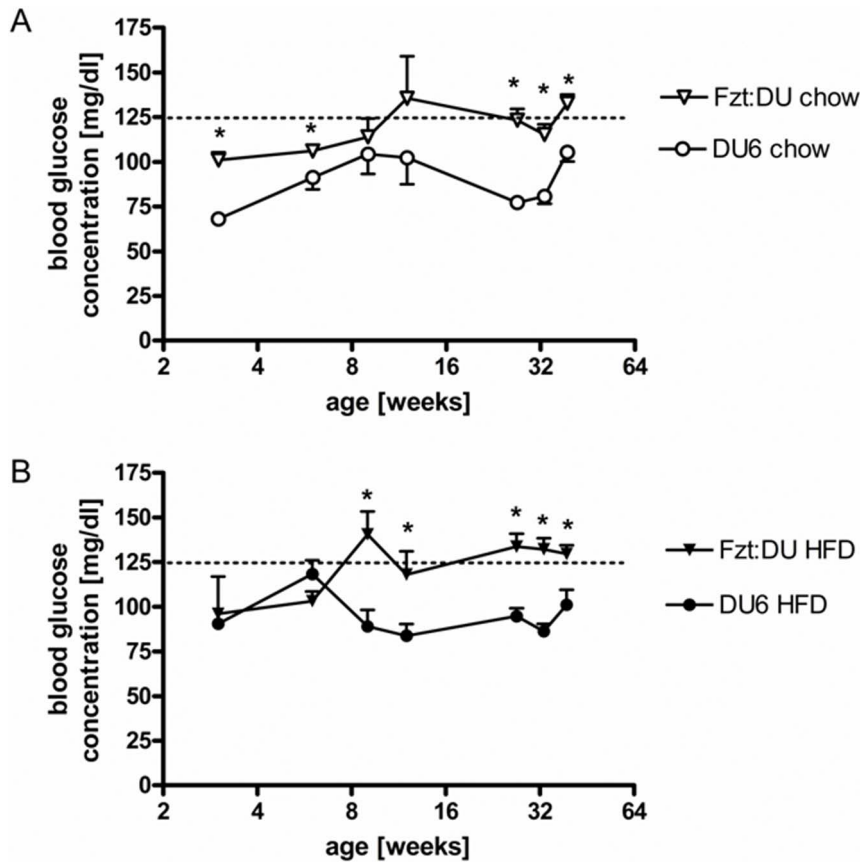 A
blood glucose
concentration [mg/dl]
175
150
125
100
75
50
25
0
* * * * *
2 4 8 16 32 64
age [weeks]
Fzt:DU chow
DU6 chow
B
blood glucose
concentration [mg/dl]
175
150
125
100
75
50
25
0
* * * * *
2 4 8 16 32 64
age [weeks]
Fzt:DU HFD
DU6 HFD